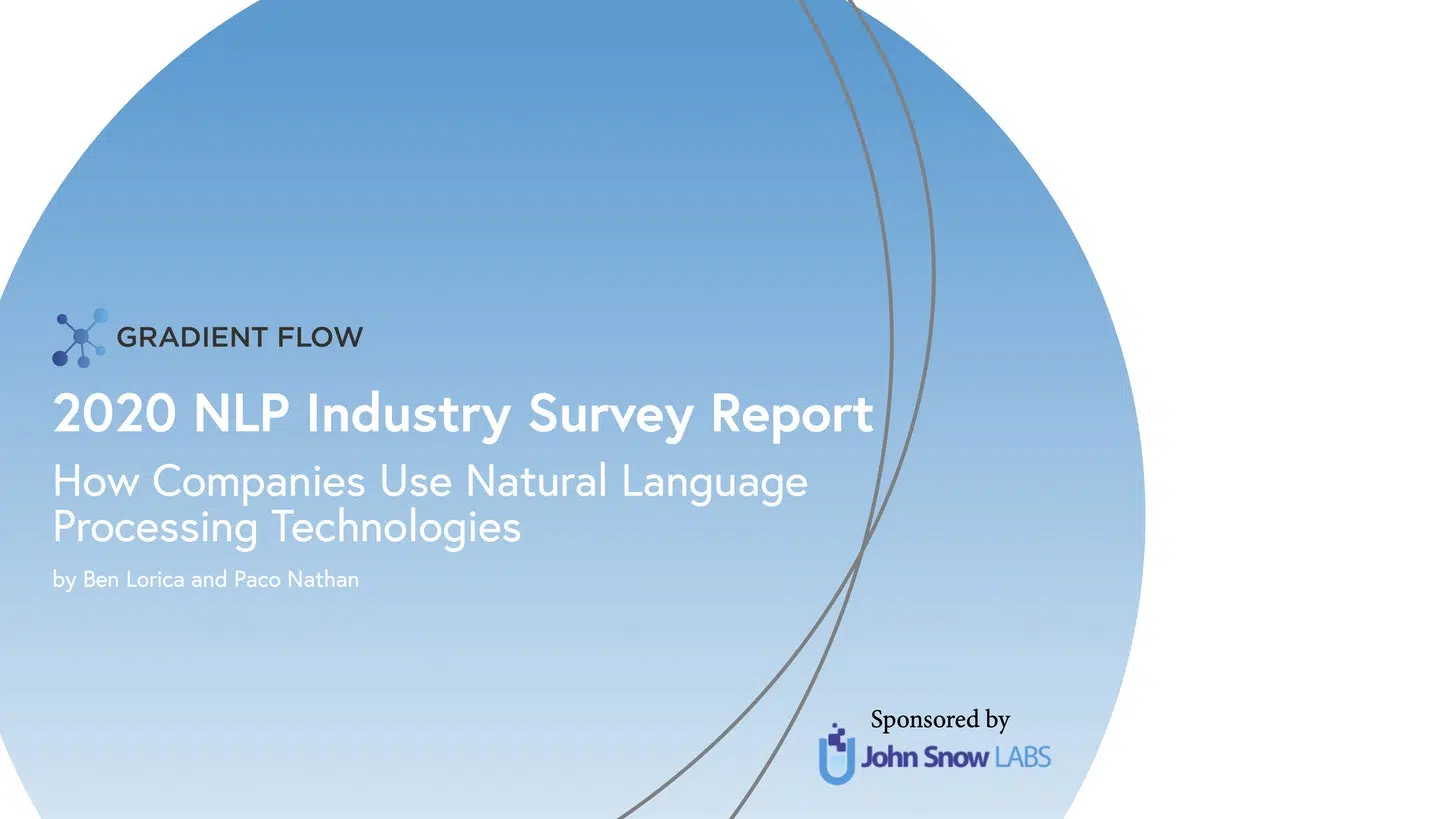 GRADIENT FLOW
2020 NLP Industry Survey Report
How Companies Use Natural Language
Processing Technologies
by Ben Lorica and Paco Nathan
Sponsored by
John Snow LABS